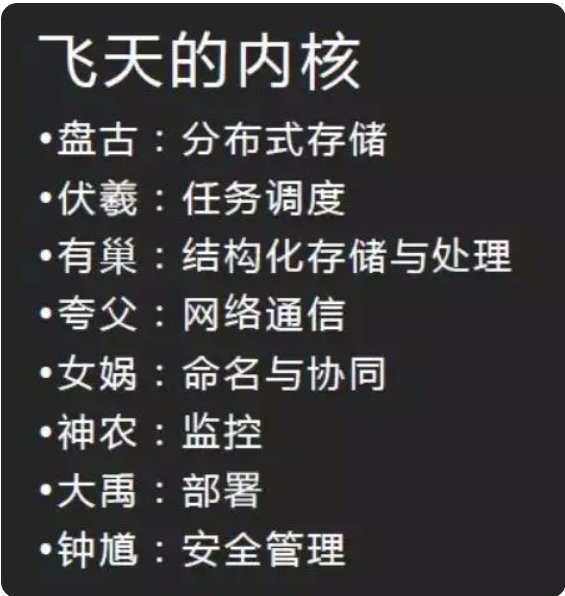 飞天的内核
•盘古：分布式存储
•伏羲：任务调度
•有巢：结构化存储与处理
•夸父：网络通信
•女娲：命名与协同
•神农：监控
•大禹：部署
•钟馗：安全管理